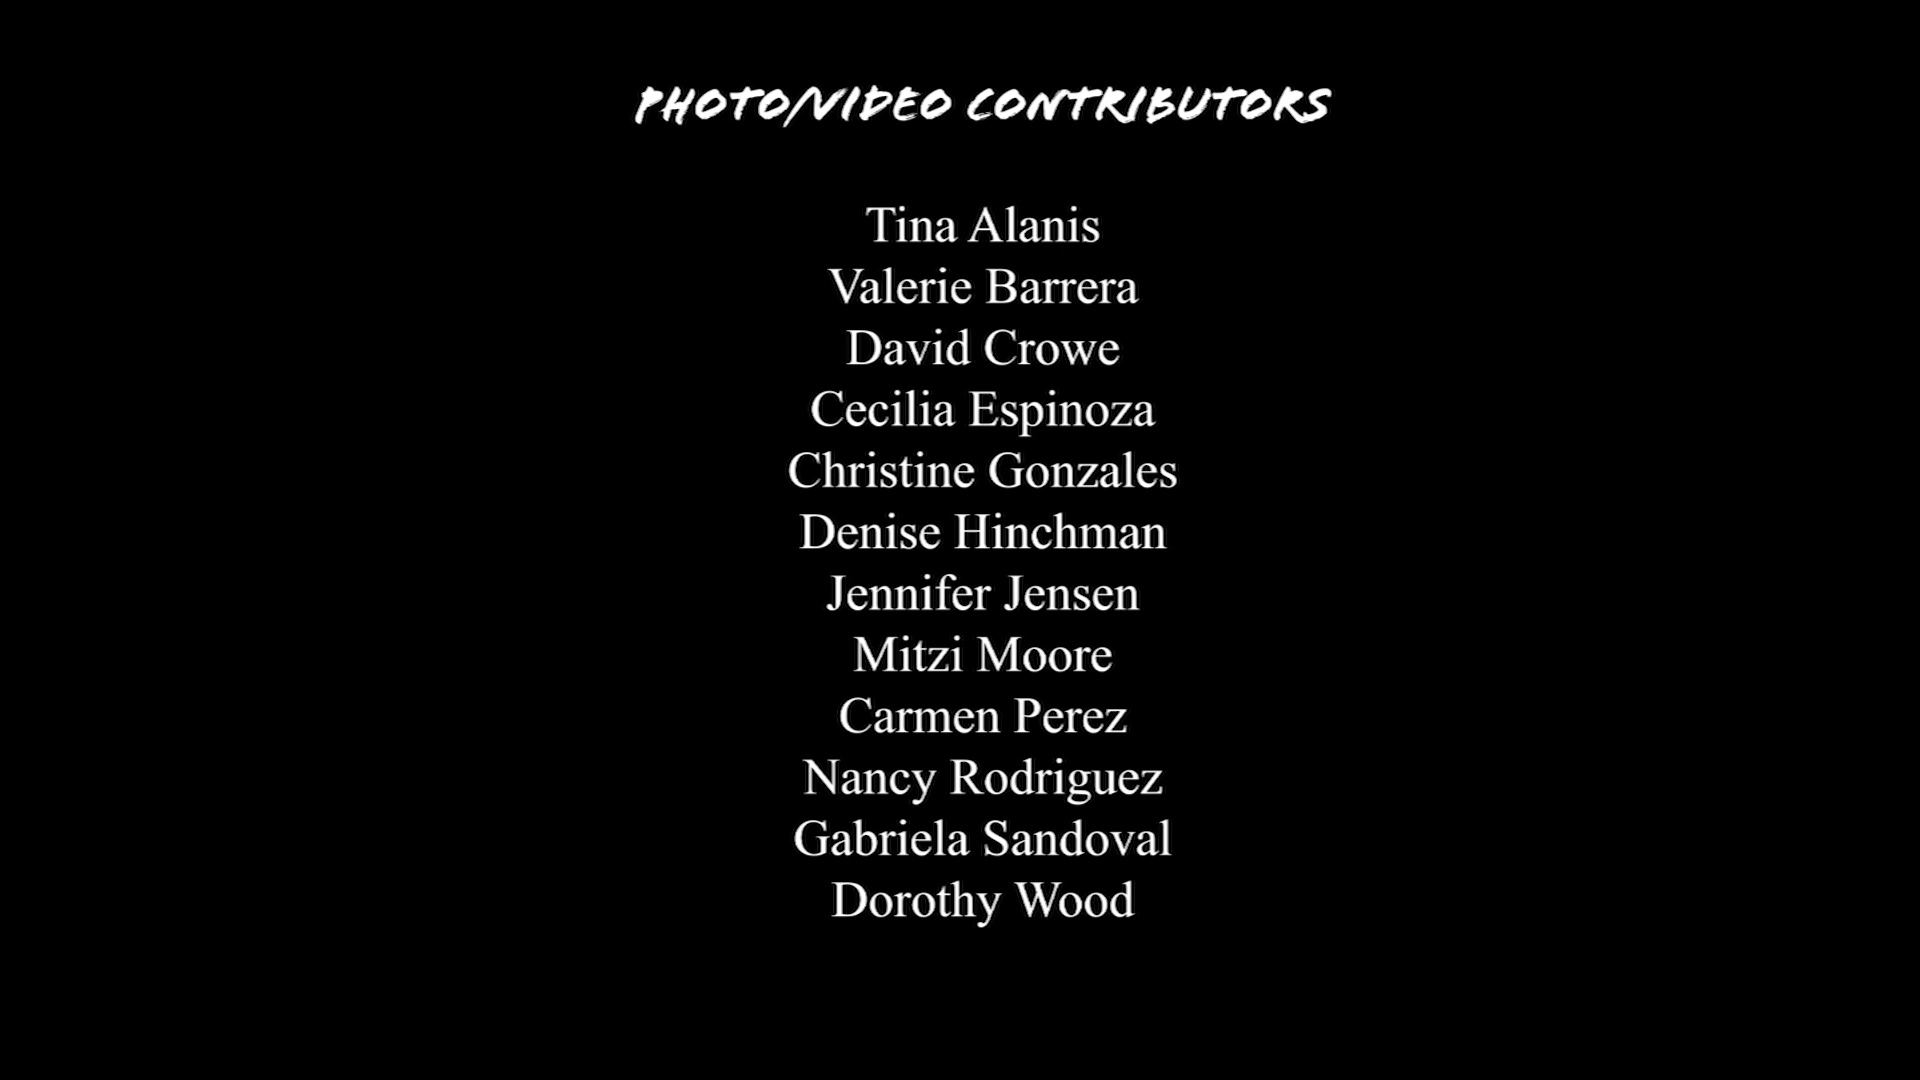 PHOTO/VIDEO CONTRIBUTORS
Tina Alanis
Valerie Barrera
David Crowe
Cecilia Espinoza
Christine Gonzales
Denise Hinchman
Jennifer Jensen
Mitzi Moore
Carmen Perez
Nancy Rodriguez
Gabriela Sandoval
Dorothy Wood